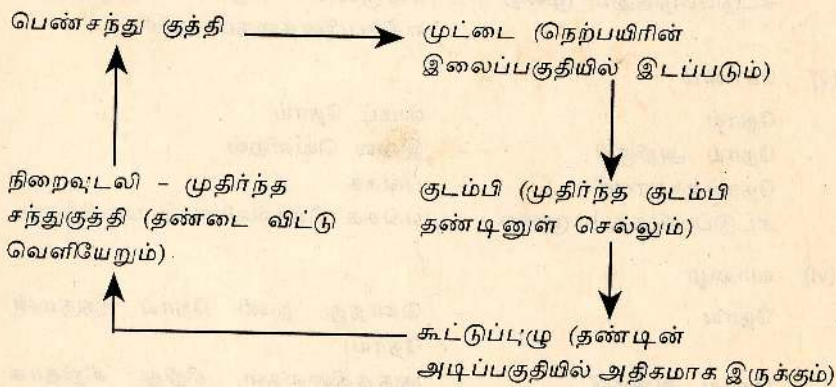 பெண்சந்து குத்தி
முட்டை (நெற்பயிரின்
இலைப்பகுதியில் இடப்படும்)
குடம்பி (முதிர்ந்த குடம்பி
தண்டினுள் செல்லும்)
கூட்டுப்புழு (தண்டின்
அடிப்பகுதியில் அதிகமாக இருக்கும்)
நிறைவுடலி - முதிர்ந்த
சந்துகுத்தி (தண்டை விட்டு
வெளியேறும்)